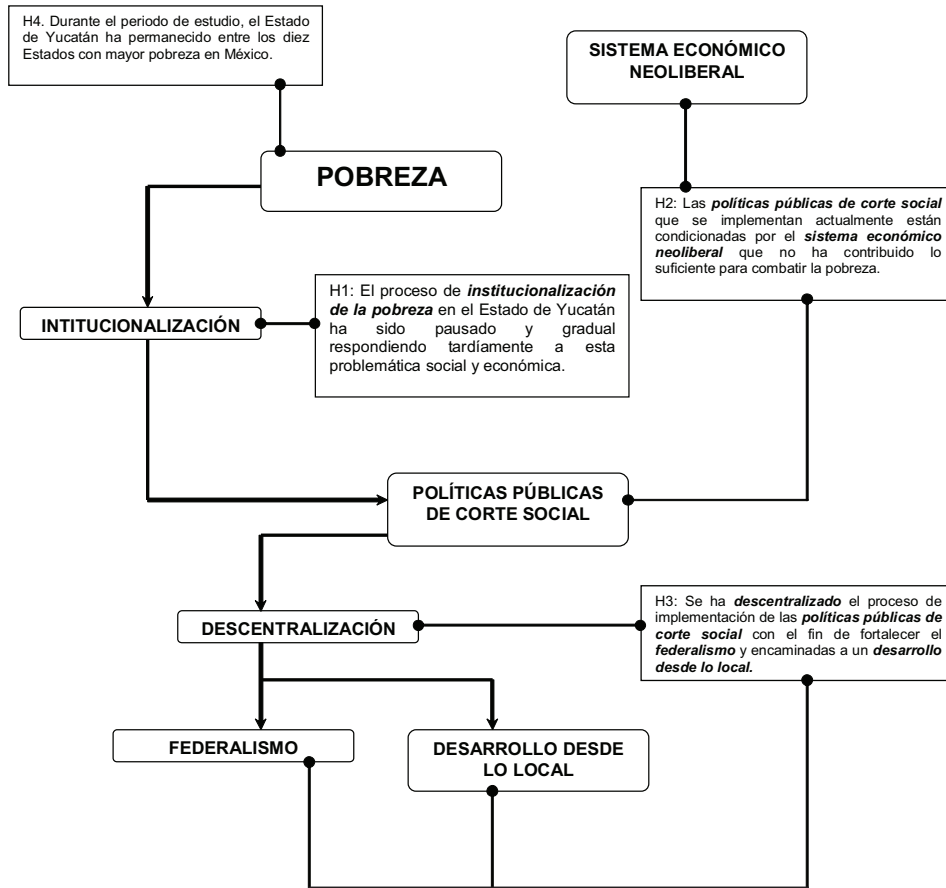 H4. Durante el periodo de estudio, el Estado
de Yucatán ha permanecido entre los diez
Estados con mayor pobreza en México.
SISTEMA ECONÓMICO
NEOLIBERAL
POBREZA
H2: Las políticas públicas de corte social
que se implementan actualmente están
condicionadas por el sistema económico
neoliberal que no ha contribuido lo
suficiente para combatir la pobreza.
INTITUCIONALIZACIÓN
H1: El proceso de institucionalización
de la pobreza en el Estado de Yucatán
ha sido pausado y gradual
respondiendo tardíamente a esta
problemática social y económica.
POLÍTICAS PÚBLICAS
DE CORTE SOCIAL
DESCENTRALIZACIÓN
H3: Se ha descentralizado el proceso de
implementación de las políticas públicas de
corte social con el fin de fortalecer el
federalismo y encaminadas a un desarrollo
desde lo local.
FEDERALISMO
DESARROLLO DESDE
LO LOCAL